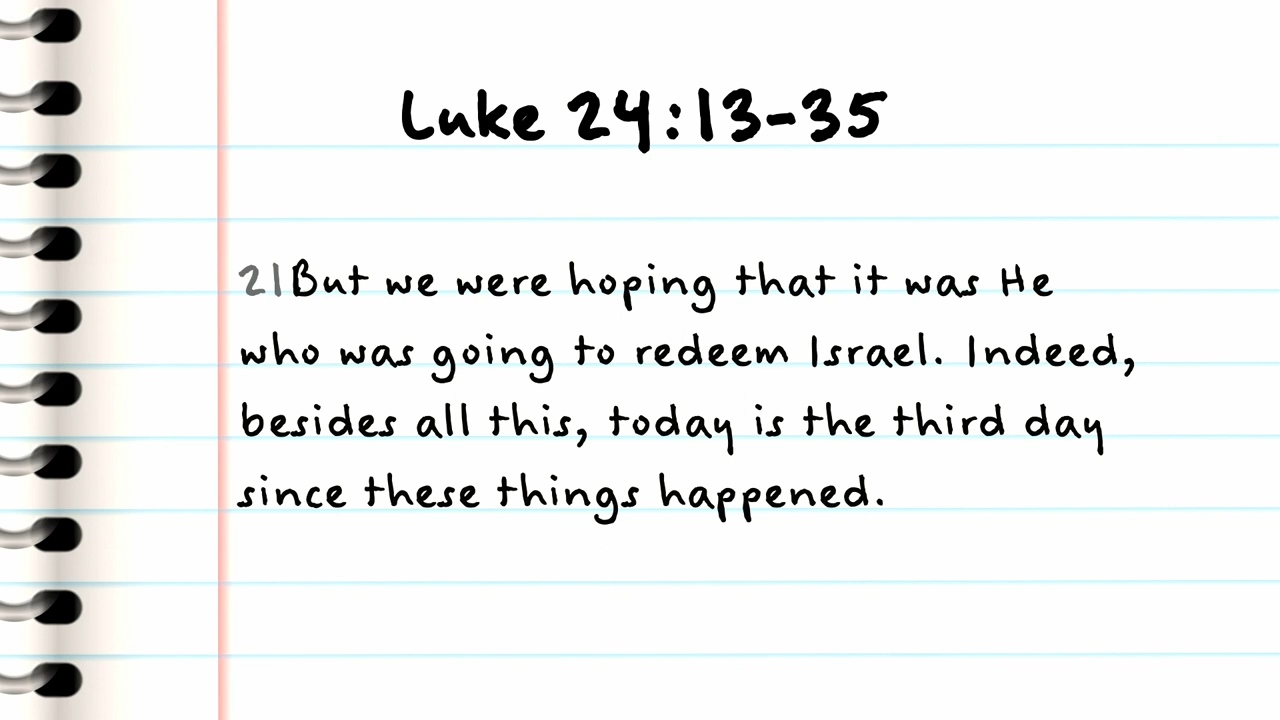 Luke 24:13-35
21But we were hoping that it was He
who was going to redeem Israel. Indeed,
besides all this, today is the third day
since these things happened.